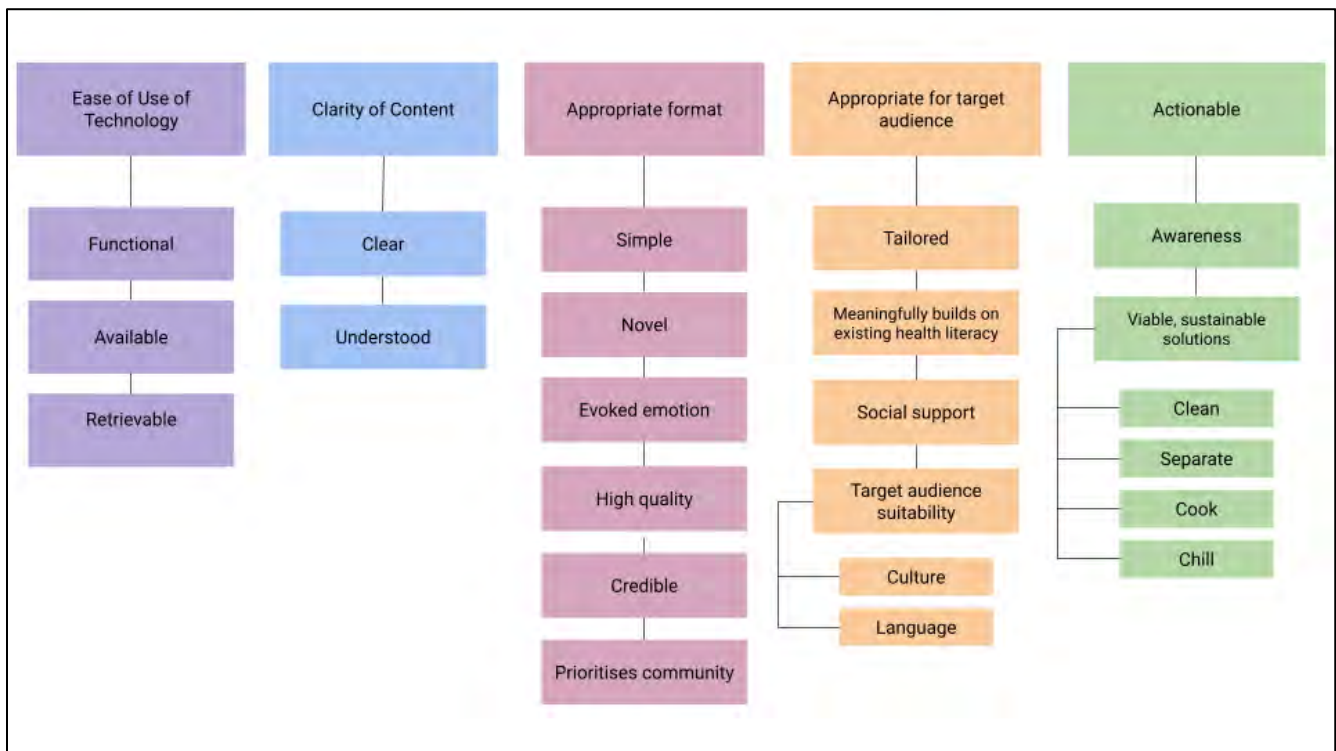 Ease of Use of
Technology
Functional
Available
Retrievable
Clarity of Content
Clear
Understood
Appropriate format
Simple
Novel
Evoked emotion
High quality
Credible
Prioritises community
Appropriate for target
audience
Tailored
Meaningfully builds on
existing health literacy
Social support
Target audience
suitability
Culture
Language
Actionable
Awareness
Viable, sustainable
solutions
Clean
Separate
Cook
Chill